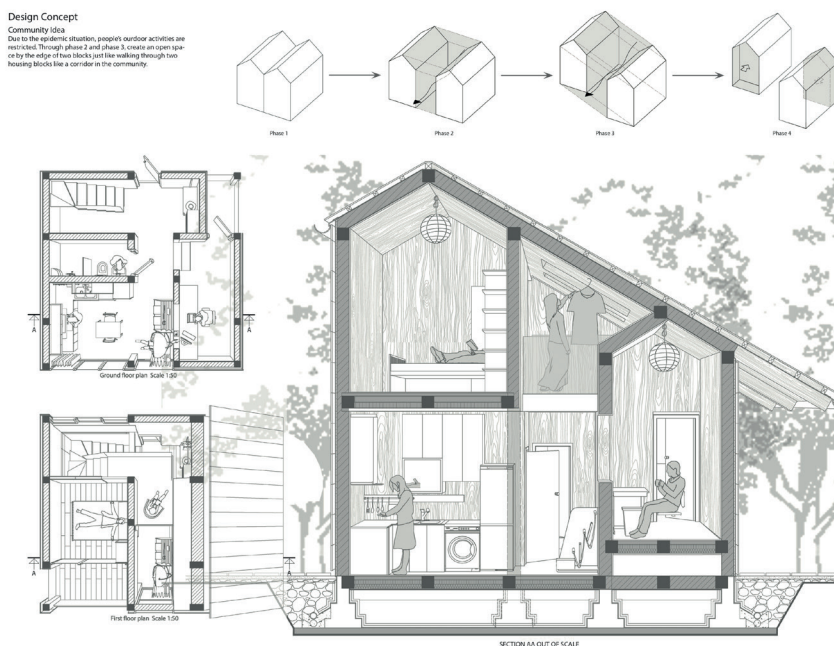 Design Concept
Community Idea
Due to the epidemic situation, people's outdoor activities are
restricted. Through phase 2 and phase 3, create an open spa-
ce by the edge of two blocks just like walking through two
housing blocks like a corridor in the community.
Phase 1
Phase 2
Phase 3
Phase 4
A
A
Ground floor plan Scale 1:50
A
A
First floor plan Scale 1:50
SECTION AA OUT OF SCALE